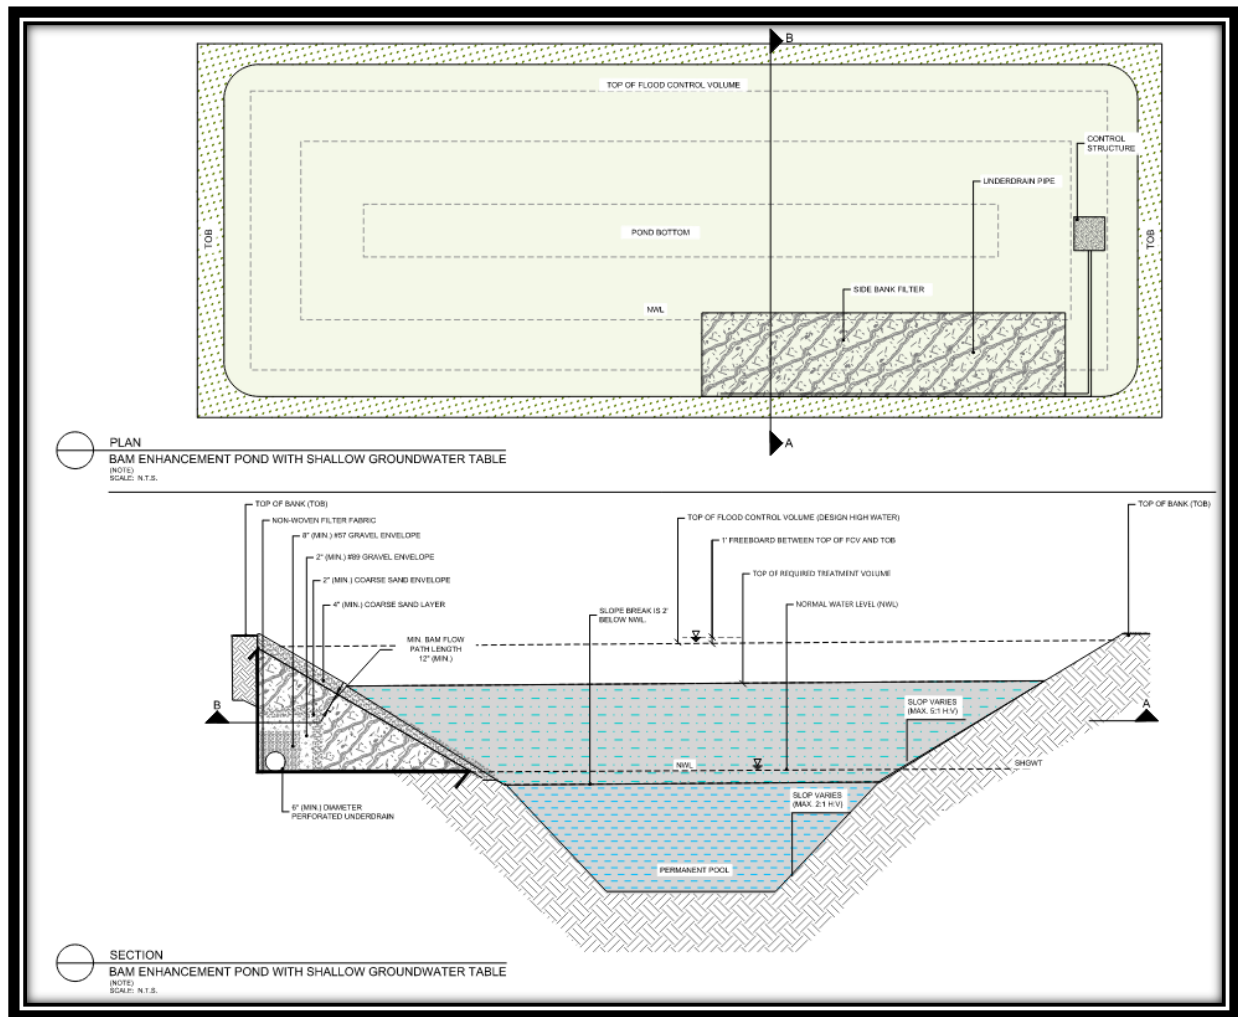 B
TOP OF FLOOD CONTROL VOLUME
CONTROL
STRUCTURE
UNDERDRAIN PIPE
TOB
POND BOTTOM
TOB
SIDE BANK FILTER
NWL
A
PLAN
BAM ENHANCEMENT POND WITH SHALLOW GROUNDWATER TABLE
(NOTE)
SCALE: N.T.S.
TOP OF BANK (TOB)
TOP OF BANK (TOB)
NON-WOVEN FILTER FABRIC
TOP OF FLOOD CONTROL VOLUME (DESIGN HIGH WATER)
8" (MIN.) #57 GRAVEL ENVELOPE
1' FREEBOARD BETWEEN TOP OF FCV AND TOB
2" (MIN.) #89 GRAVEL ENVELOPE
TOP OF REQUIRED TREATMENT VOLUME
2" (MIN.) COARSE SAND ENVELOPE
4" (MIN.) COARSE SAND LAYER
NORMAL WATER LEVEL (NWL)
SLOPE BREAK IS 2'
BELOW NWL.
MIN. BAM FLOW
PATH LENGTH
12" (MIN.)
B
SLOP VARIES
(MAX. 5:1 H:V)
A
NWL
SHGWT
SLOP VARIES
(MAX. 2:1 H:V)
6" (MIN.) DIAMETER
PERFORATED UNDERDRAIN
PERMANENT POOL
SECTION
BAM ENHANCEMENT POND WITH SHALLOW GROUNDWATER TABLE
(NOTE)
SCALE: N.T.S.